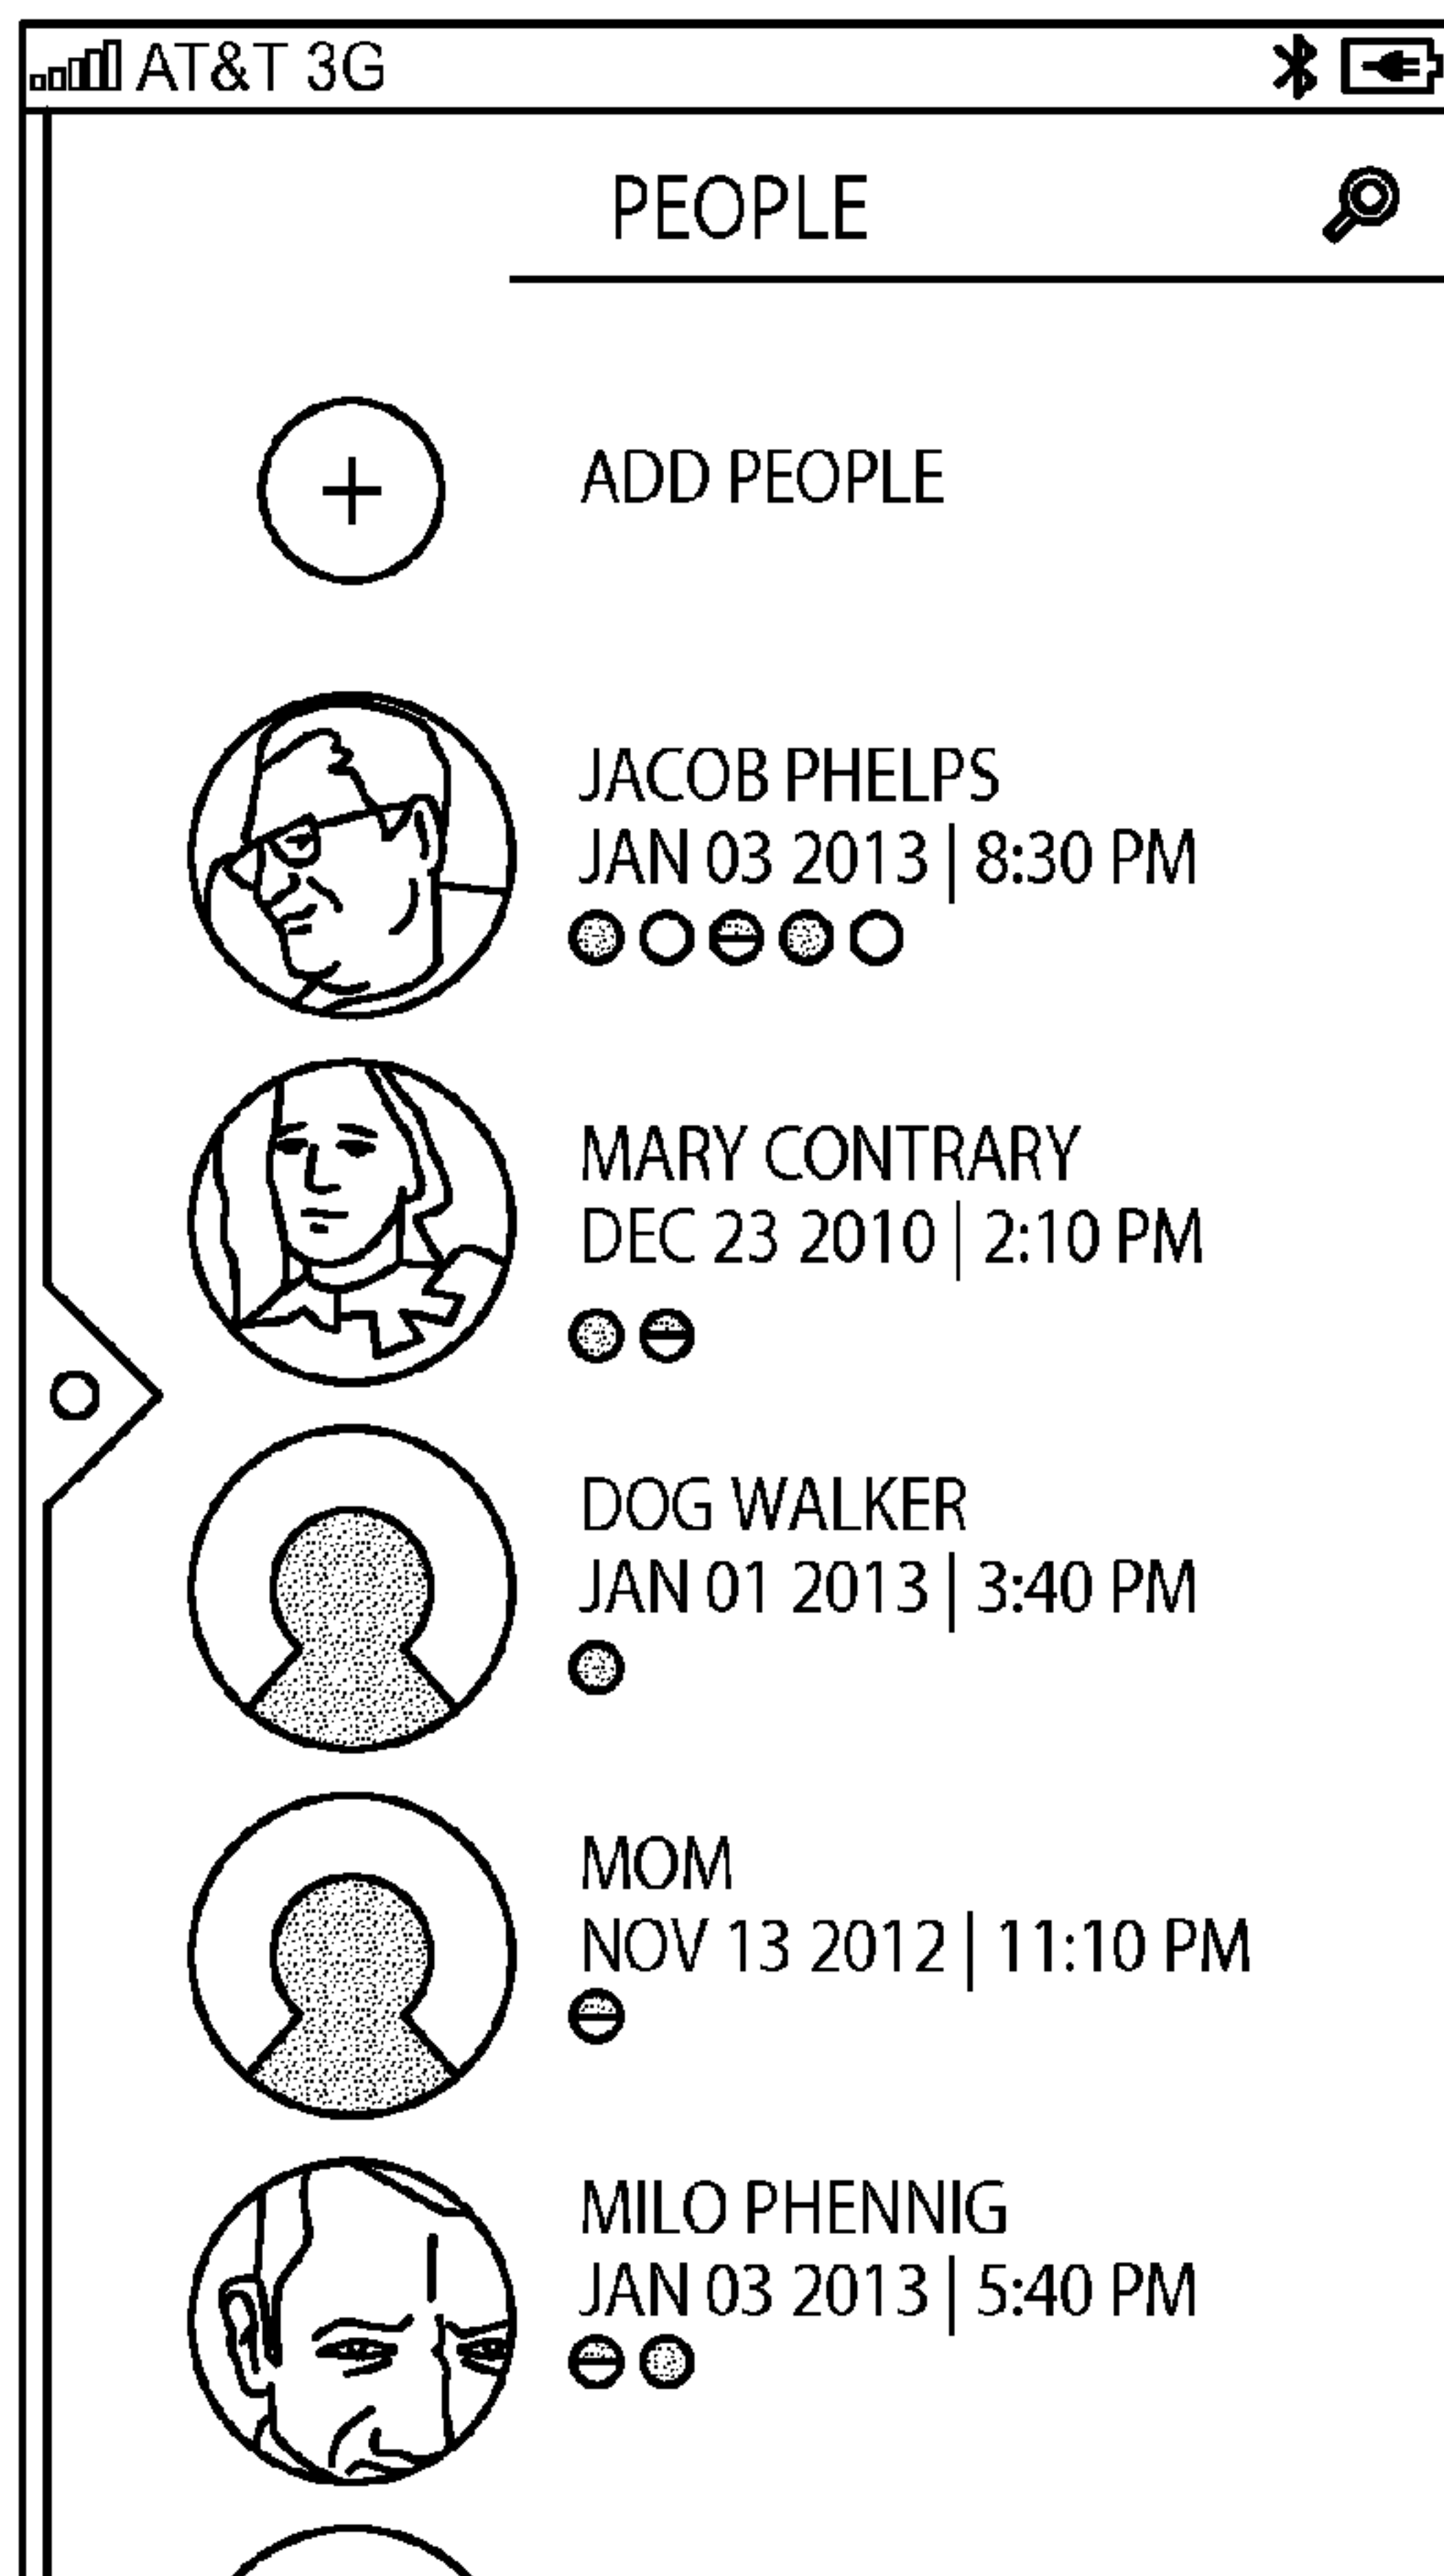 AT&T 3G
PEOPLE
ADD PEOPLE
JACOB PHELPS
JAN 03 2013 | 8:30 PM
MARY CONTRARY
DEC 23 2010 | 2:10 PM
DOG WALKER
JAN 01 2013 | 3:40 PM
MOM
NOV 13 2012 | 11:10 PM
MILO PHENNIG
JAN 03 2013 | 5:40 PM